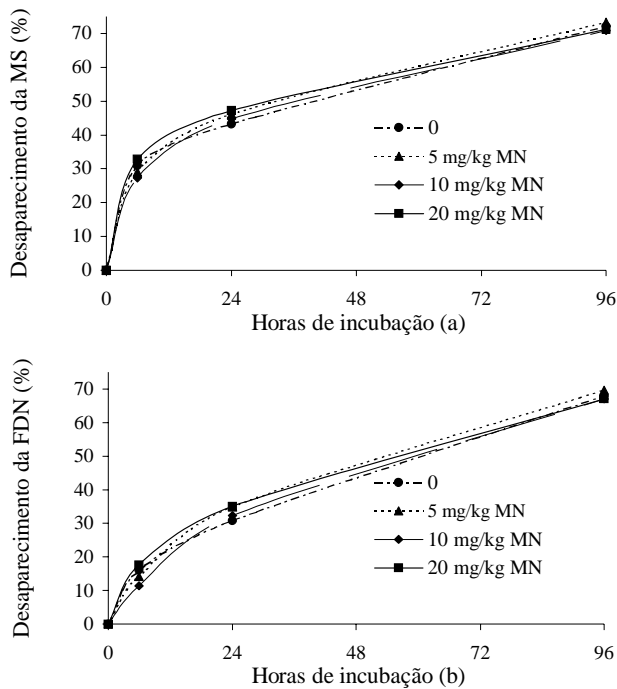 Desaparecimento da MS (%)
70
60
50
40
30
20
10
0
0
5 mg/kg MN
10 mg/kg MN
20 mg/kg MN
0 24 48 72 96
Horas de incubação (a)
Desaparecimento da FDN (%)
70
60
50
40
30
20
10
0
0
5 mg/kg MN
10 mg/kg MN
20 mg/kg MN
0 24 48 72 96
Horas de incubação (b)